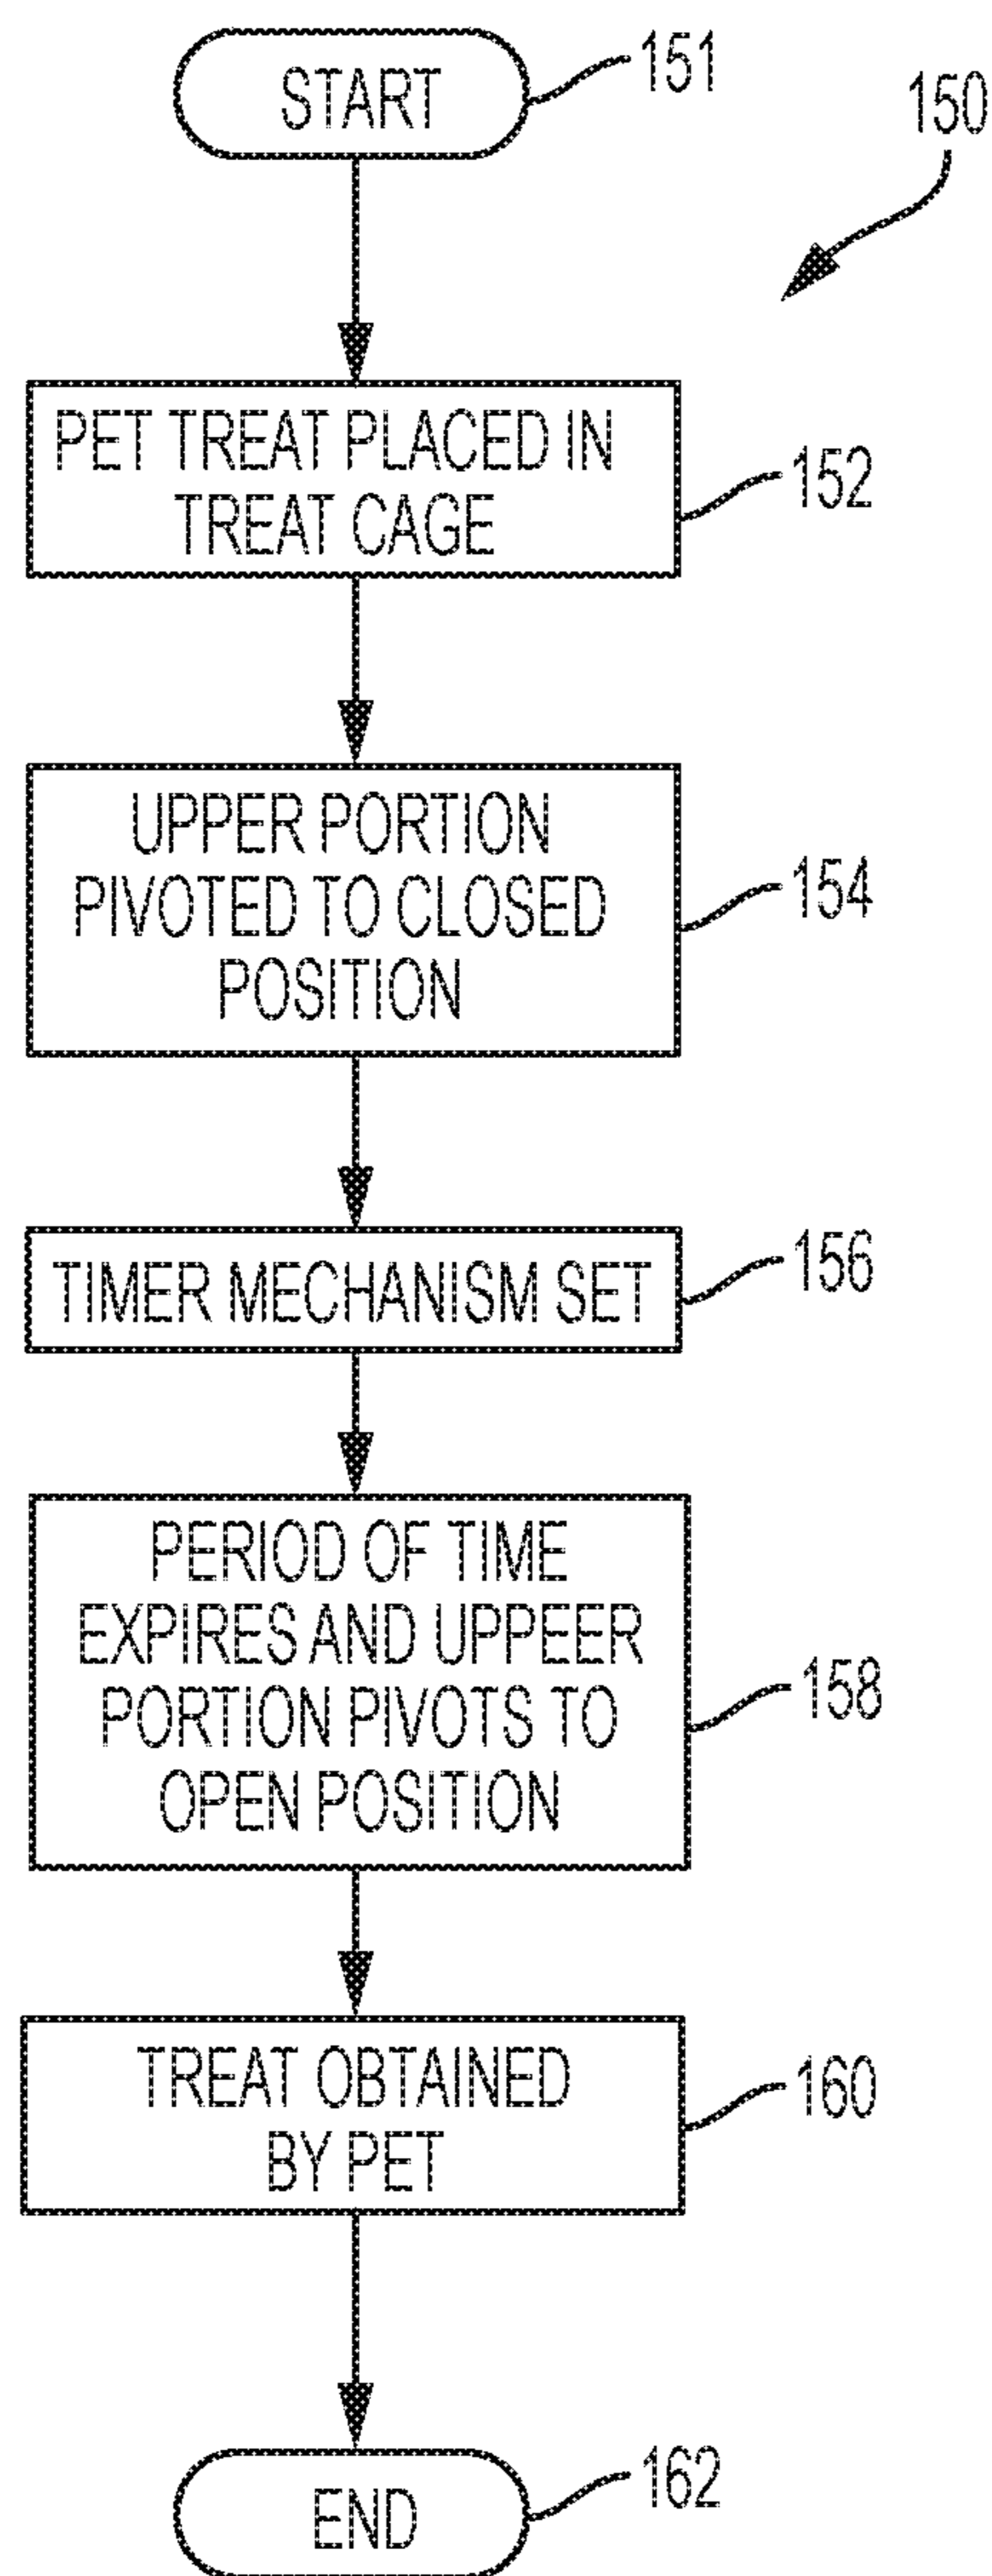 START
151
150
PET TREAT PLACED IN
TREAT CAGE
152
UPPER PORTION
PIVOTED TO CLOSED
POSITION
154
TIMER MECHANISM SET
156
PERIOD OF TIME
EXPIRES AND UPPEER
PORTION PIVOTS TO
OPEN POSITION
158
TREAT OBTAINED
BY PET
160
END
162